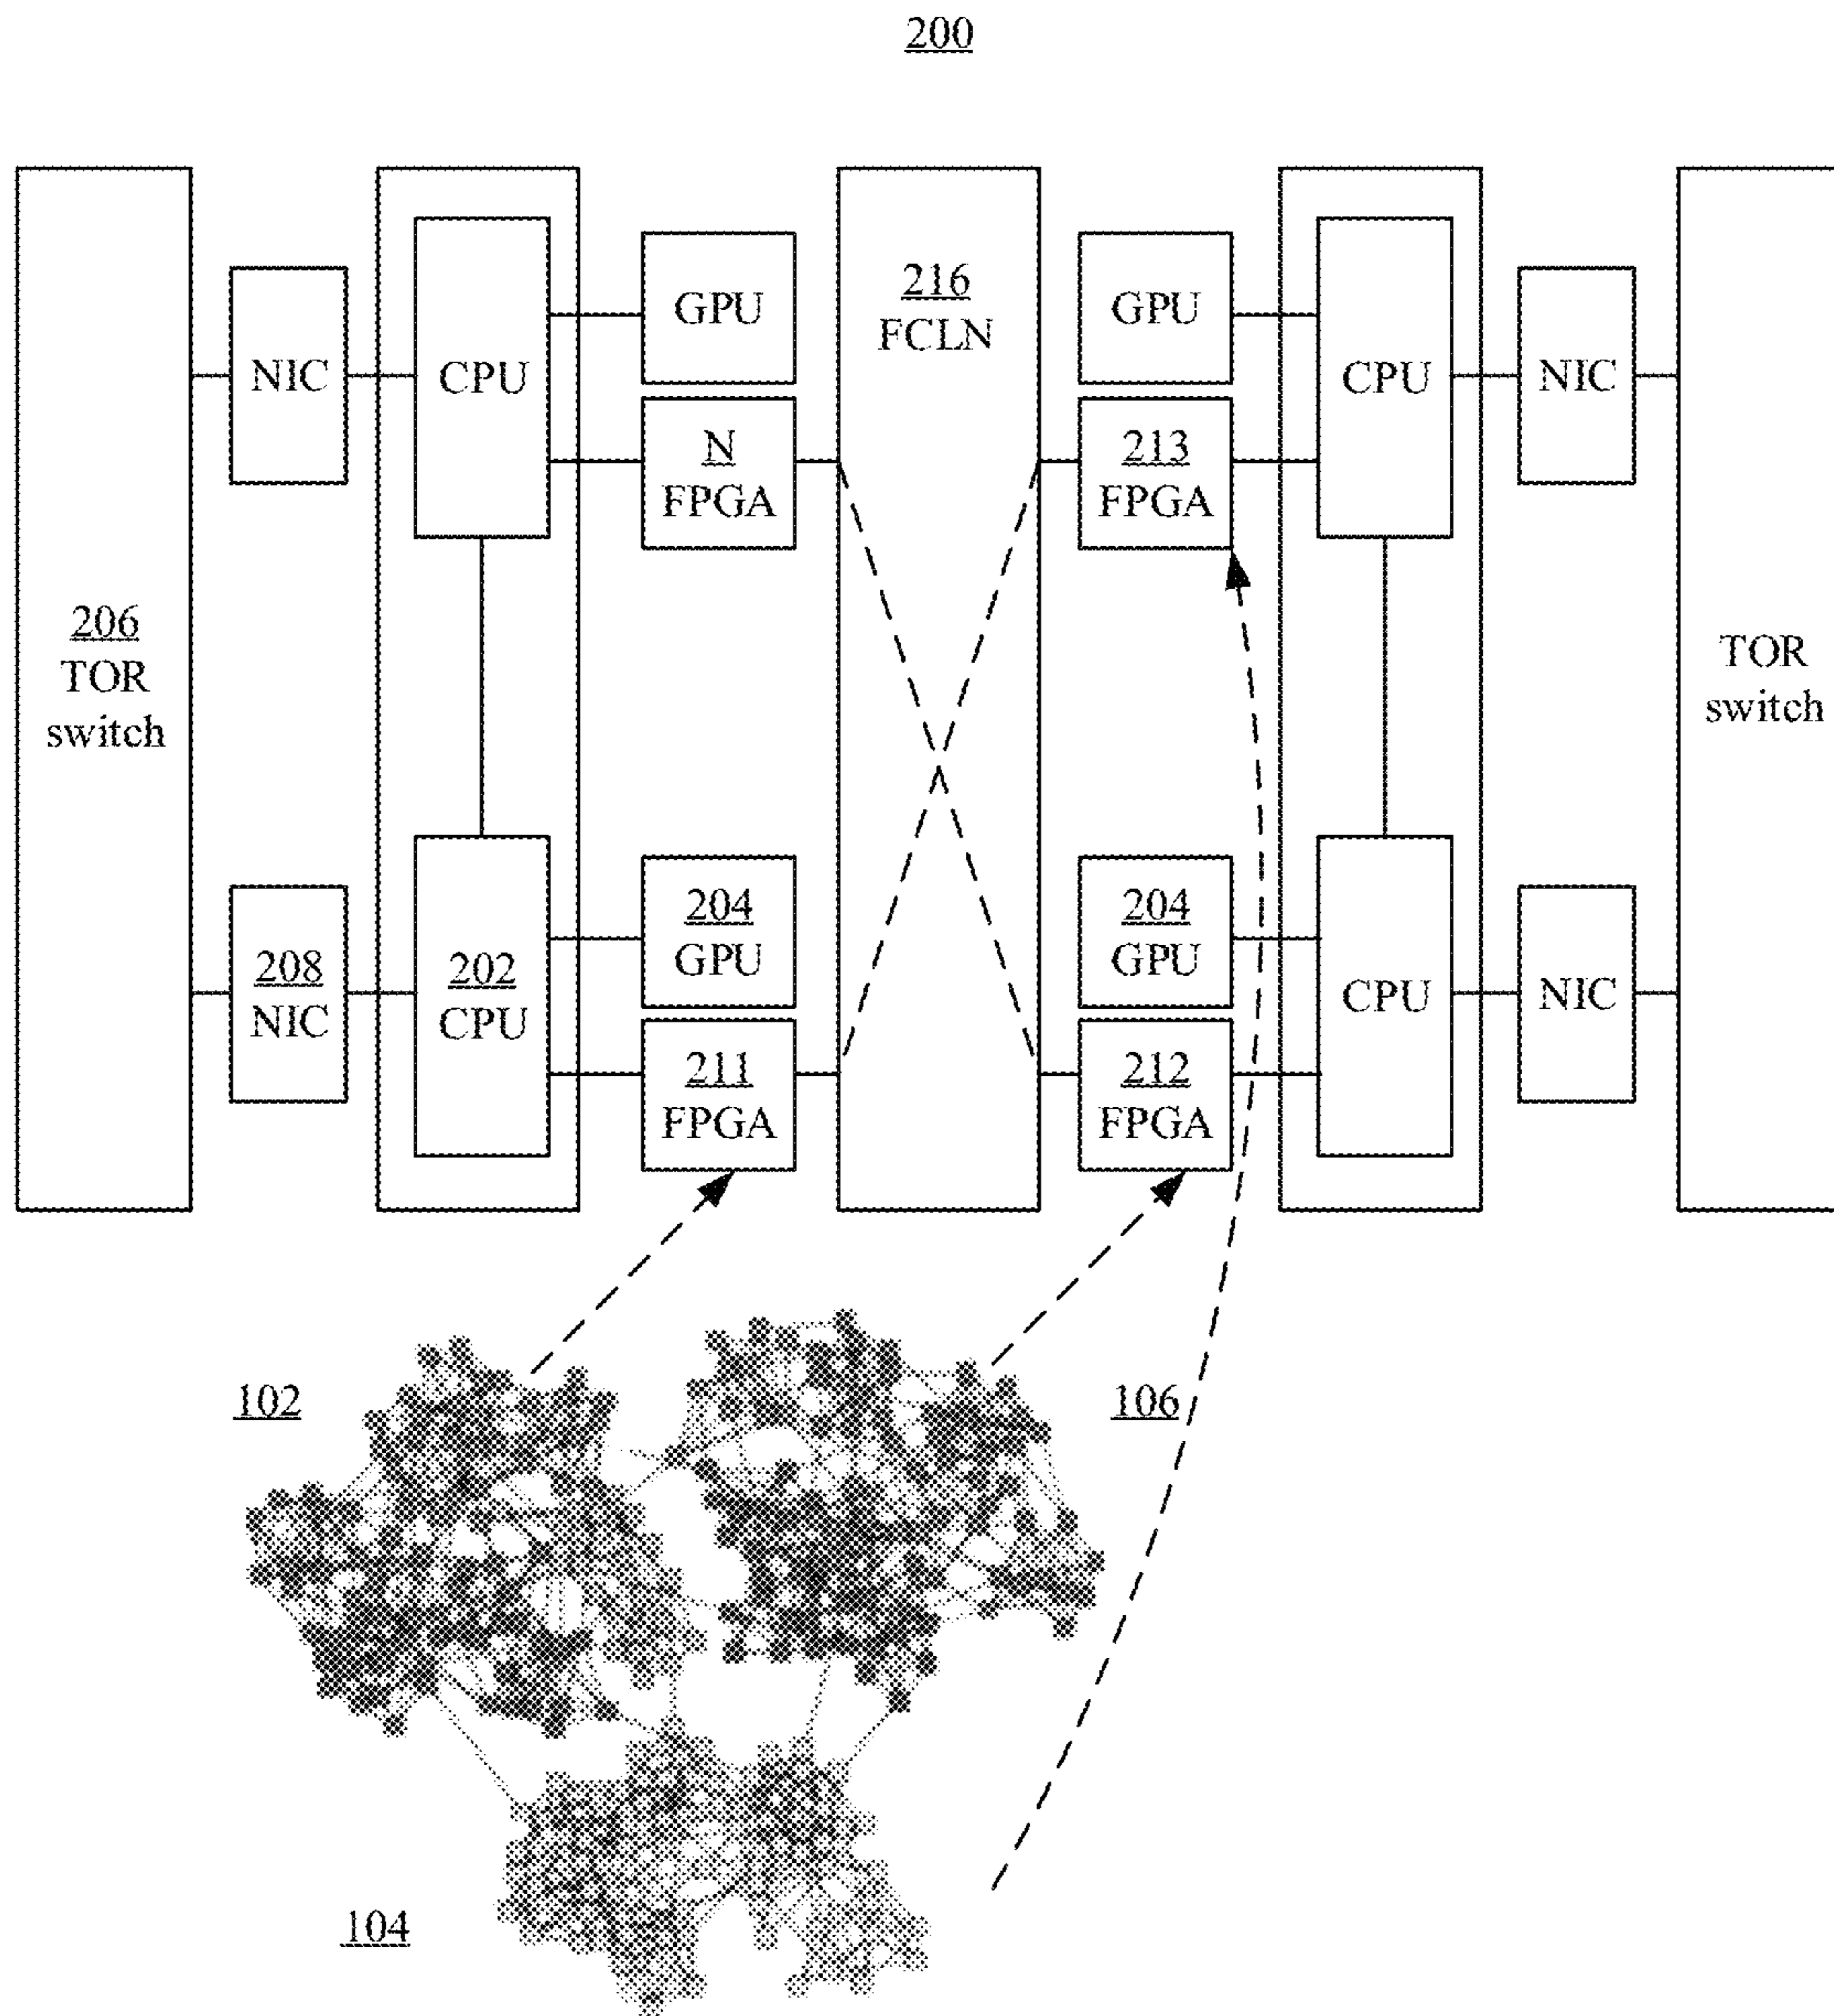 200
GPU
216
FCLN
GPU
NIC
CPU
CPU
NIC
N
FPGA
213
FPGA
206
TOR
switch
TOR
switch
204
GPU
204
GPU
208
NIC
202
CPU
CPU
NIC
211
FPGA
212
FPGA
102
106
104